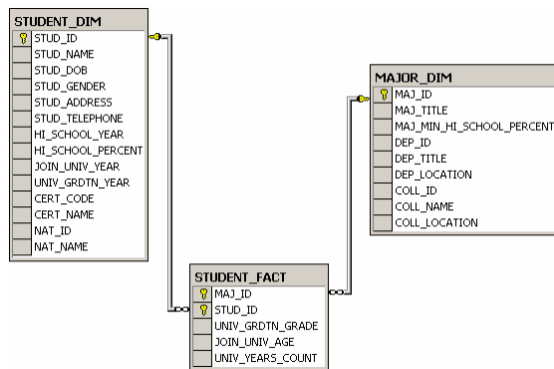 STUDENT_DIM
STUD_ID
STUD_NAME
STUD_DOB
STUD_GENDER
STUD_ADDRESS
STUD_TELEPHONE
HI_SCHOOL_YEAR
HI_SCHOOL_PERCENT
JOIN_UNIV_YEAR
UNIV_GRDTN_YEAR
CERT_CODE
CERT_NAME
NAT_ID
NAT_NAME
MAJOR_DIM
MAJ_ID
MAJ_TITLE
MAJ_MIN_HI_SCHOOL_PERCENT
DEP_ID
DEP_TITLE
DEP_LOCATION
COLL_ID
COLL_NAME
COLL_LOCATION
STUDENT_FACT
MAJ_ID
STUD_ID
UNIV_GRDTN_GRADE
JOIN_UNIV_AGE
UNIV_YEARS_COUNT